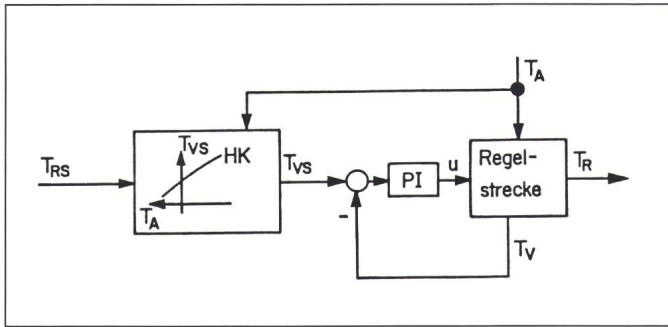 T_A
T_VS
HK
T_A
T_RS
T_VS
-
PI
u
Regel-
strecke
T_R
T_V